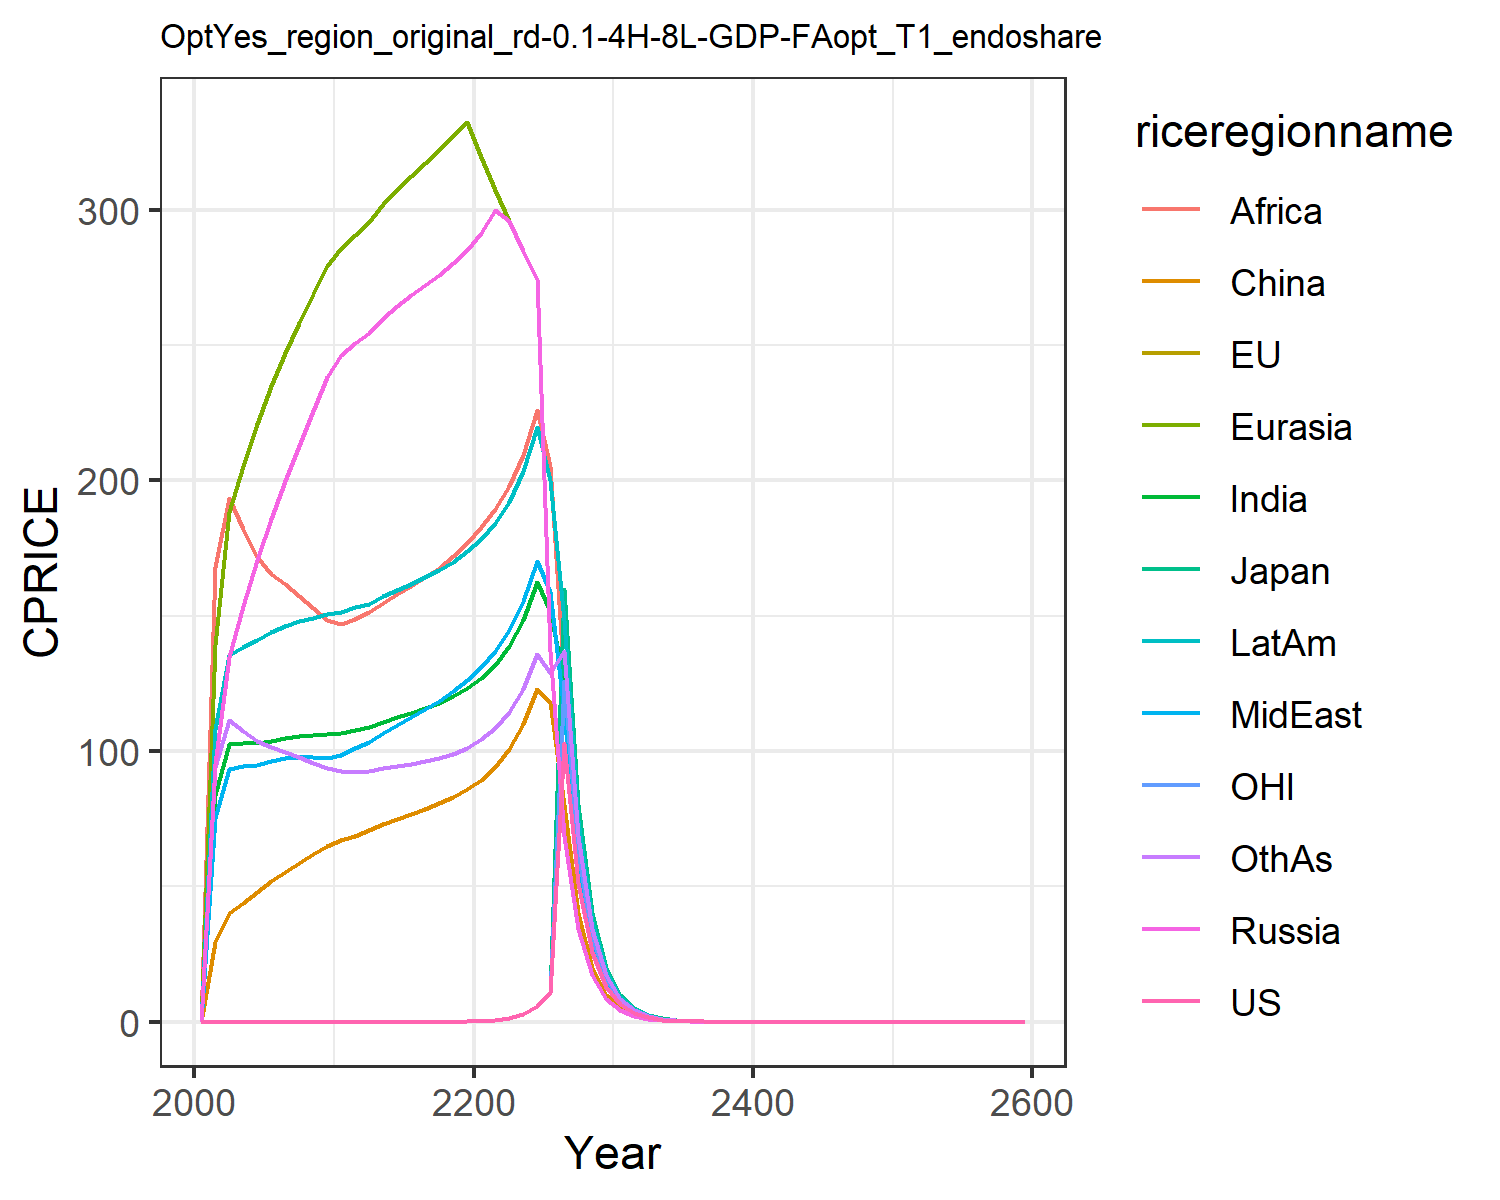 OptYes_region_original_rd-0.1-4H-8L-GDP-FAopt_T1_endoshare
riceregionname
Africa
China
EU
Eurasia
India
Japan
LatAm
MidEast
OHI
OthAs
Russia
US
CPRICE
300
200
100
0
2000 2200 2400 2600
Year